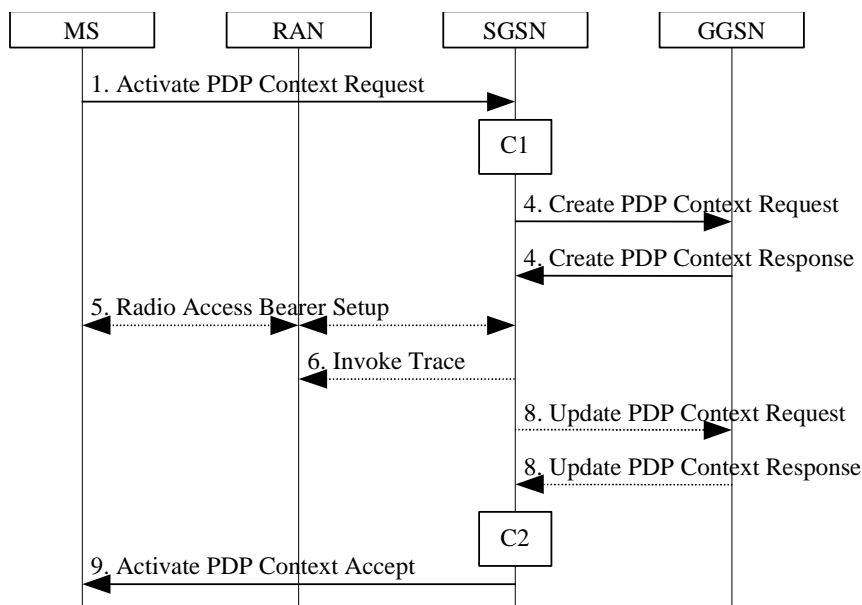 MS RAN SGSN GGSN
1. Activate PDP Context Request
C1
4. Create PDP Context Request
4. Create PDP Context Response
5. Radio Access Bearer Setup
6. Invoke Trace
8. Update PDP Context Request
8. Update PDP Context Response
C2
9. Activate PDP Context Accept